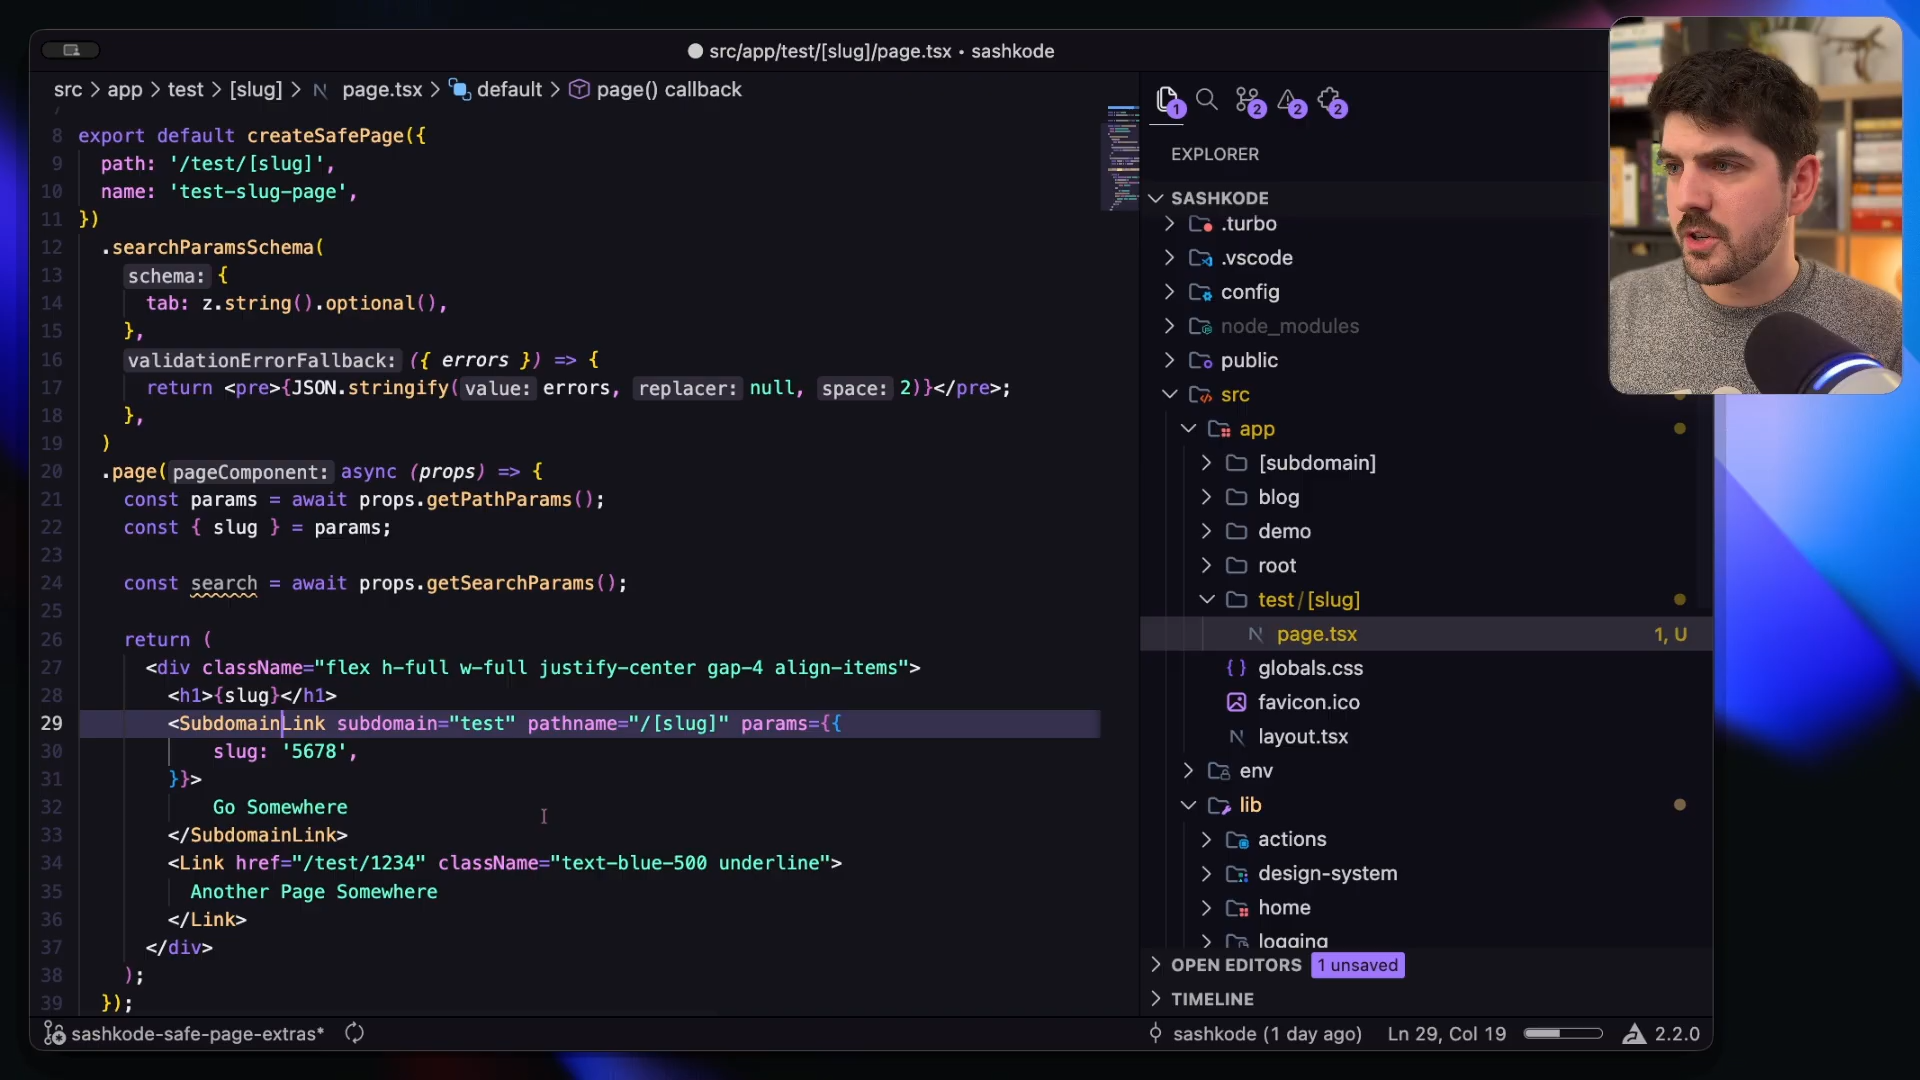 src/app/test/[slug]/page.tsx • sashkode
src > app > test > [slug] > page.tsx > default > page() callback
8 export default createSafePage({
9 path: '/test/[slug]',
10 name: 'test-slug-page',
11 })
12 .searchParamsSchema(
13 schema: {
14 tab: z.string().optional(),
15 },
16 validationErrorFallback: ({ errors }) => {
17 return <pre>{JSON.stringify(value: errors, replacer: null, space: 2)}</pre>;
18 },
19 )
20 .page(pageComponent: async (props) => {
21 const params = await props.getPathParams();
22 const { slug } = params;
23
24 const search = await props.getSearchParams();
25
26 return (
27 <div className="flex h-full w-full justify-center gap-4 align-items">
28 <h1>{slug}</h1>
29 <SubdomainLink subdomain="test" pathname="/[slug]" params={{
30 slug: '5678',
31 }}>
32 Go Somewhere
33 </SubdomainLink>
34 <Link href="/test/1234" className="text-blue-500 underline">
35 Another Page Somewhere
36 </Link>
37 </div>
38 );
39 });
sashkode-safe-page-extras*
1 2 2 2
EXPLORER
SASHKODE
.turbo
.vscode
config
node_modules
public
src
app
[subdomain]
blog
demo
root
test/[slug]
page.tsx 1, U
globals.css
favicon.ico
layout.tsx
env
lib
actions
design-system
home
logging
OPEN EDITORS 1 unsaved
TIMELINE
sashkode (1 day ago) Ln 29, Col 19 2.2.0